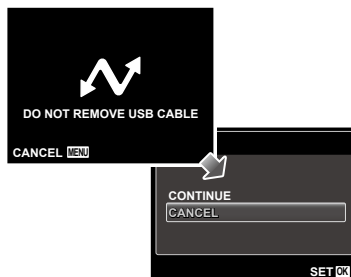 DO NOT REMOVE USB CABLE
CANCEL MENU
CONTINUE
CANCEL
SET OK